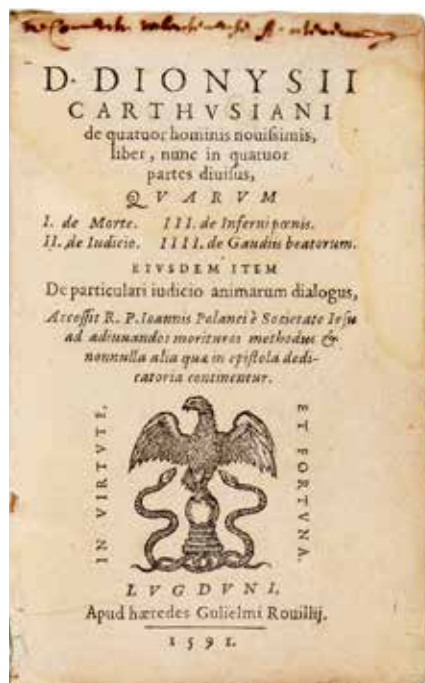 D. DIONYSII
CARTHVSIANI
de quatuor hominis nouissimis,
liber, nunc in quatuor
partes diuisus,
QVARVM
I. de Morte. III. de Inferni pœnis.
II. de Iudicio. IIII. de Gaudiis beatorum.
EIVSDEM ITEM
De particulari iudicio animarum dialogus,
Accessit R. P. Ioannis Polanci è Societate Iesu
ad adiuuandos morituros methodus &
nonnulla alia quæ in epistola dedi-
catoria continentur.
IN VIRTVTE,
ET FORTVNA.
LVGDVNI,
Apud hæredes Gulielmi Rouillij.
1591.